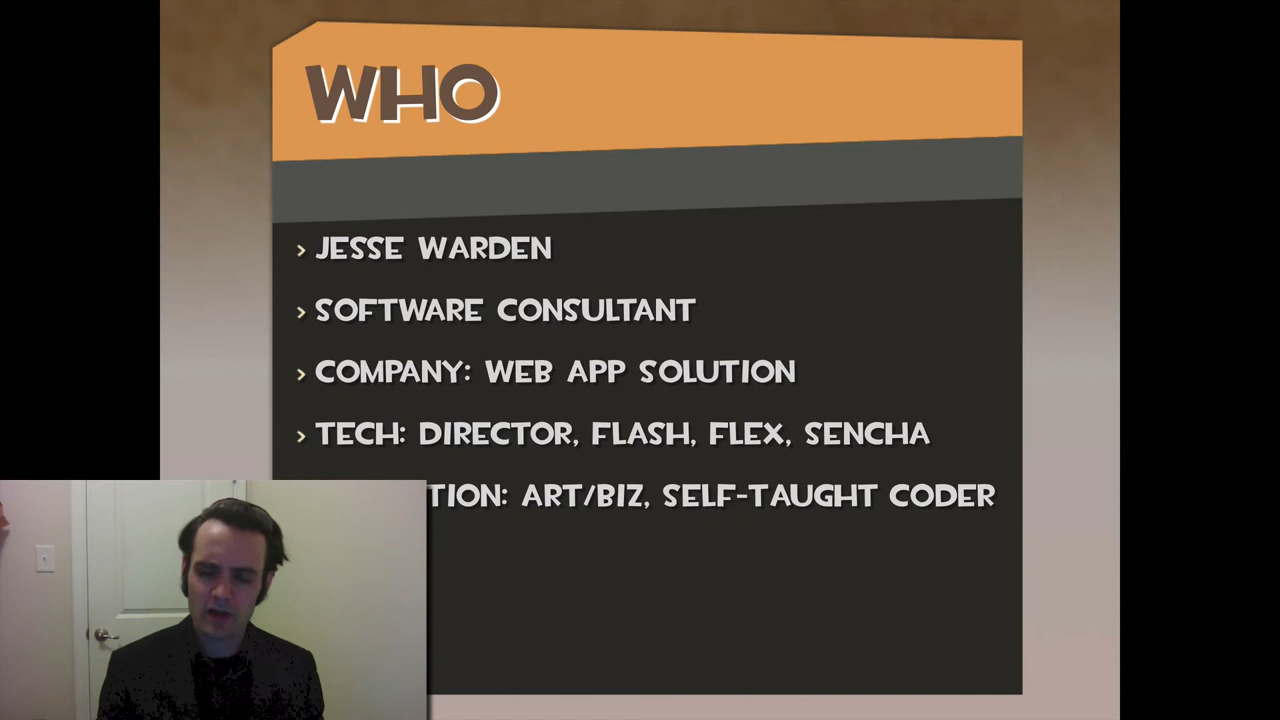 WHO
› JESSE WARDEN
› SOFTWARE CONSULTANT
› COMPANY: WEB APP SOLUTION
› TECH: DIRECTOR, FLASH, FLEX, SENCHA
TION: ART/BIZ, SELF-TAUGHT CODER